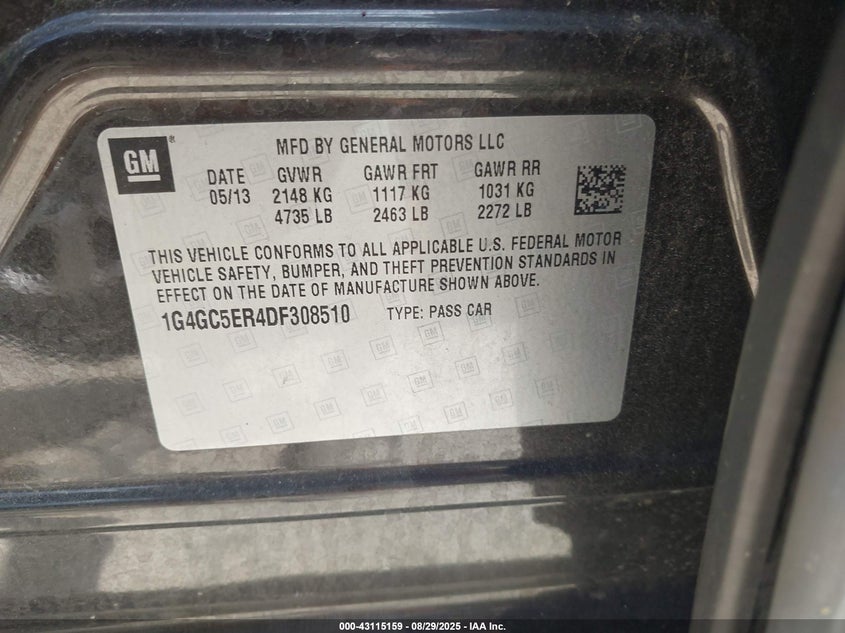 GM
MFD BY GENERAL MOTORS LLC
DATE GVWR GAWR FRT GAWR RR
05/13 2148 KG 1117 KG 1031 KG
4735 LB 2463 LB 2272 LB
THIS VEHICLE CONFORMS TO ALL APPLICABLE U.S. FEDERAL MOTOR
VEHICLE SAFETY, BUMPER, AND THEFT PREVENTION STANDARDS IN
EFFECT ON THE DATE OF MANUFACTURE SHOWN ABOVE.
1G4GC5ER4DF308510 TYPE: PASS CAR
000-43115159 - 08/29/2025 - IAA Inc.